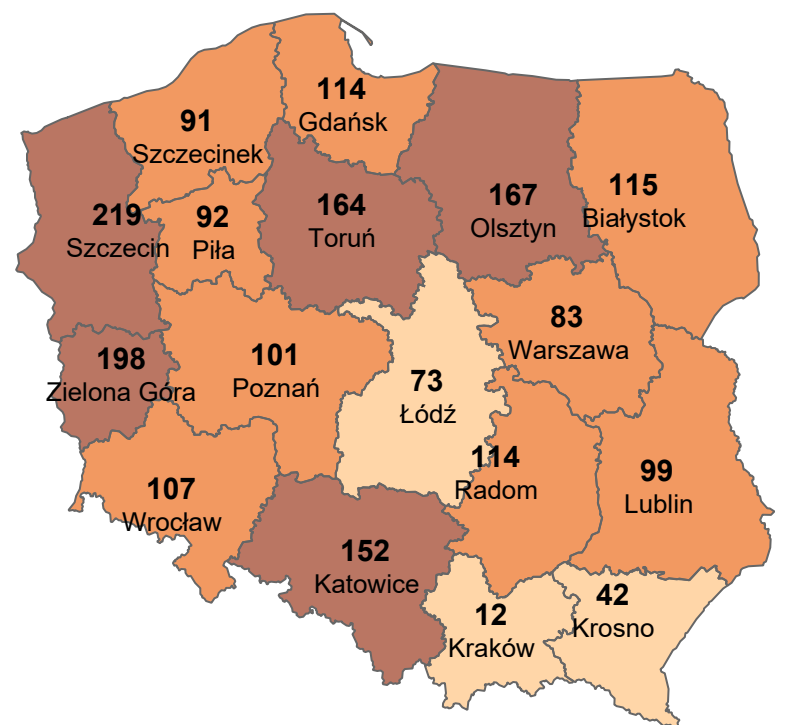 114
Gdańsk
91
Szczecinek
219
Szczecin
92
Piła
164
Toruń
167
Olsztyn
115
Białystok
198
Zielona Góra
101
Poznań
73
Łódź
83
Warszawa
107
Wrocław
114
Radom
99
Lublin
152
Katowice
12
Kraków
42
Krosno